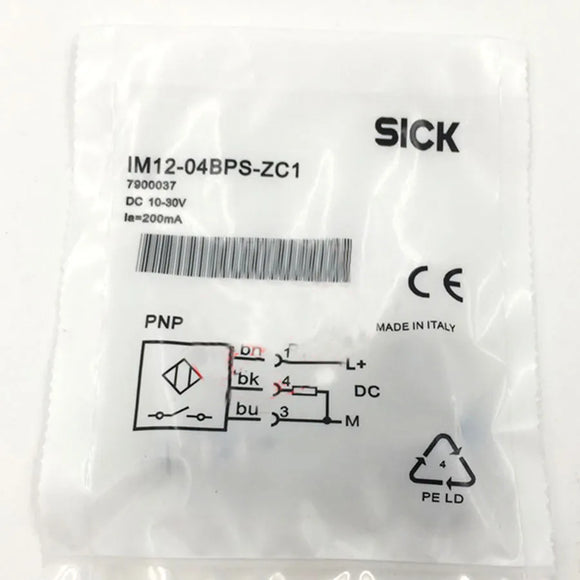 SICK
IM12-04BPS-ZC1
7900037
DC 10-30V
Ia=200mA
CE
MADE IN ITALY
PNP
bn 1 L+
bk 4 DC
bu 3 M
4
PE LD